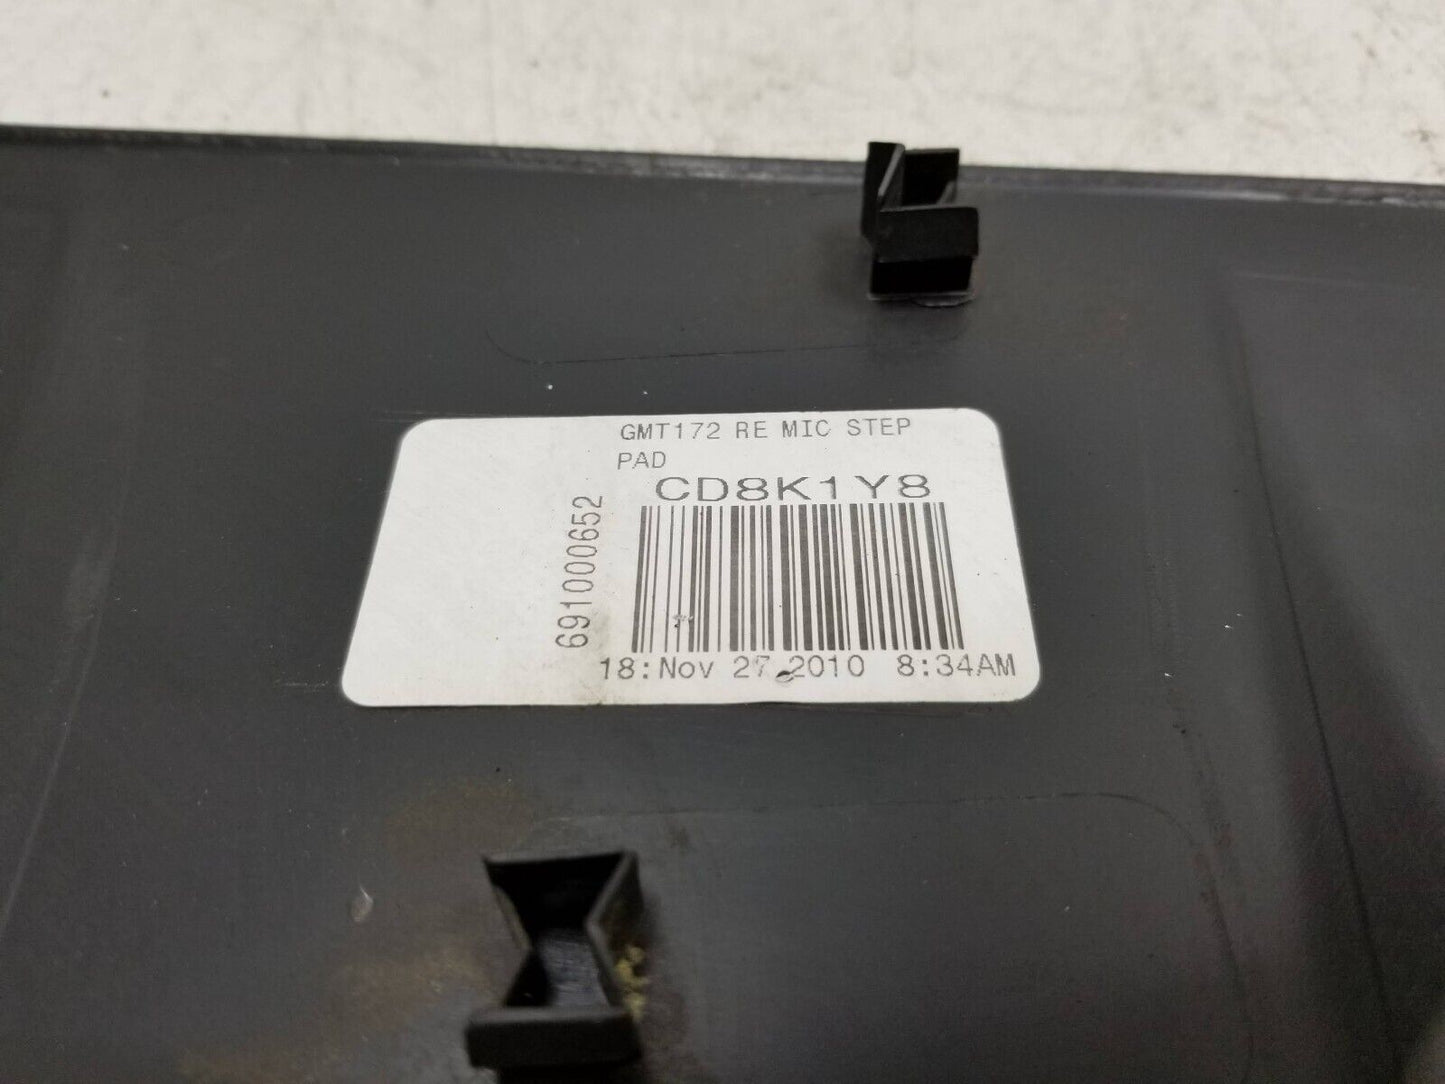 GMT172 RE MIC STEP
PAD
CD8K1Y8
691000652
18:Nov 27,2010 8:34AM